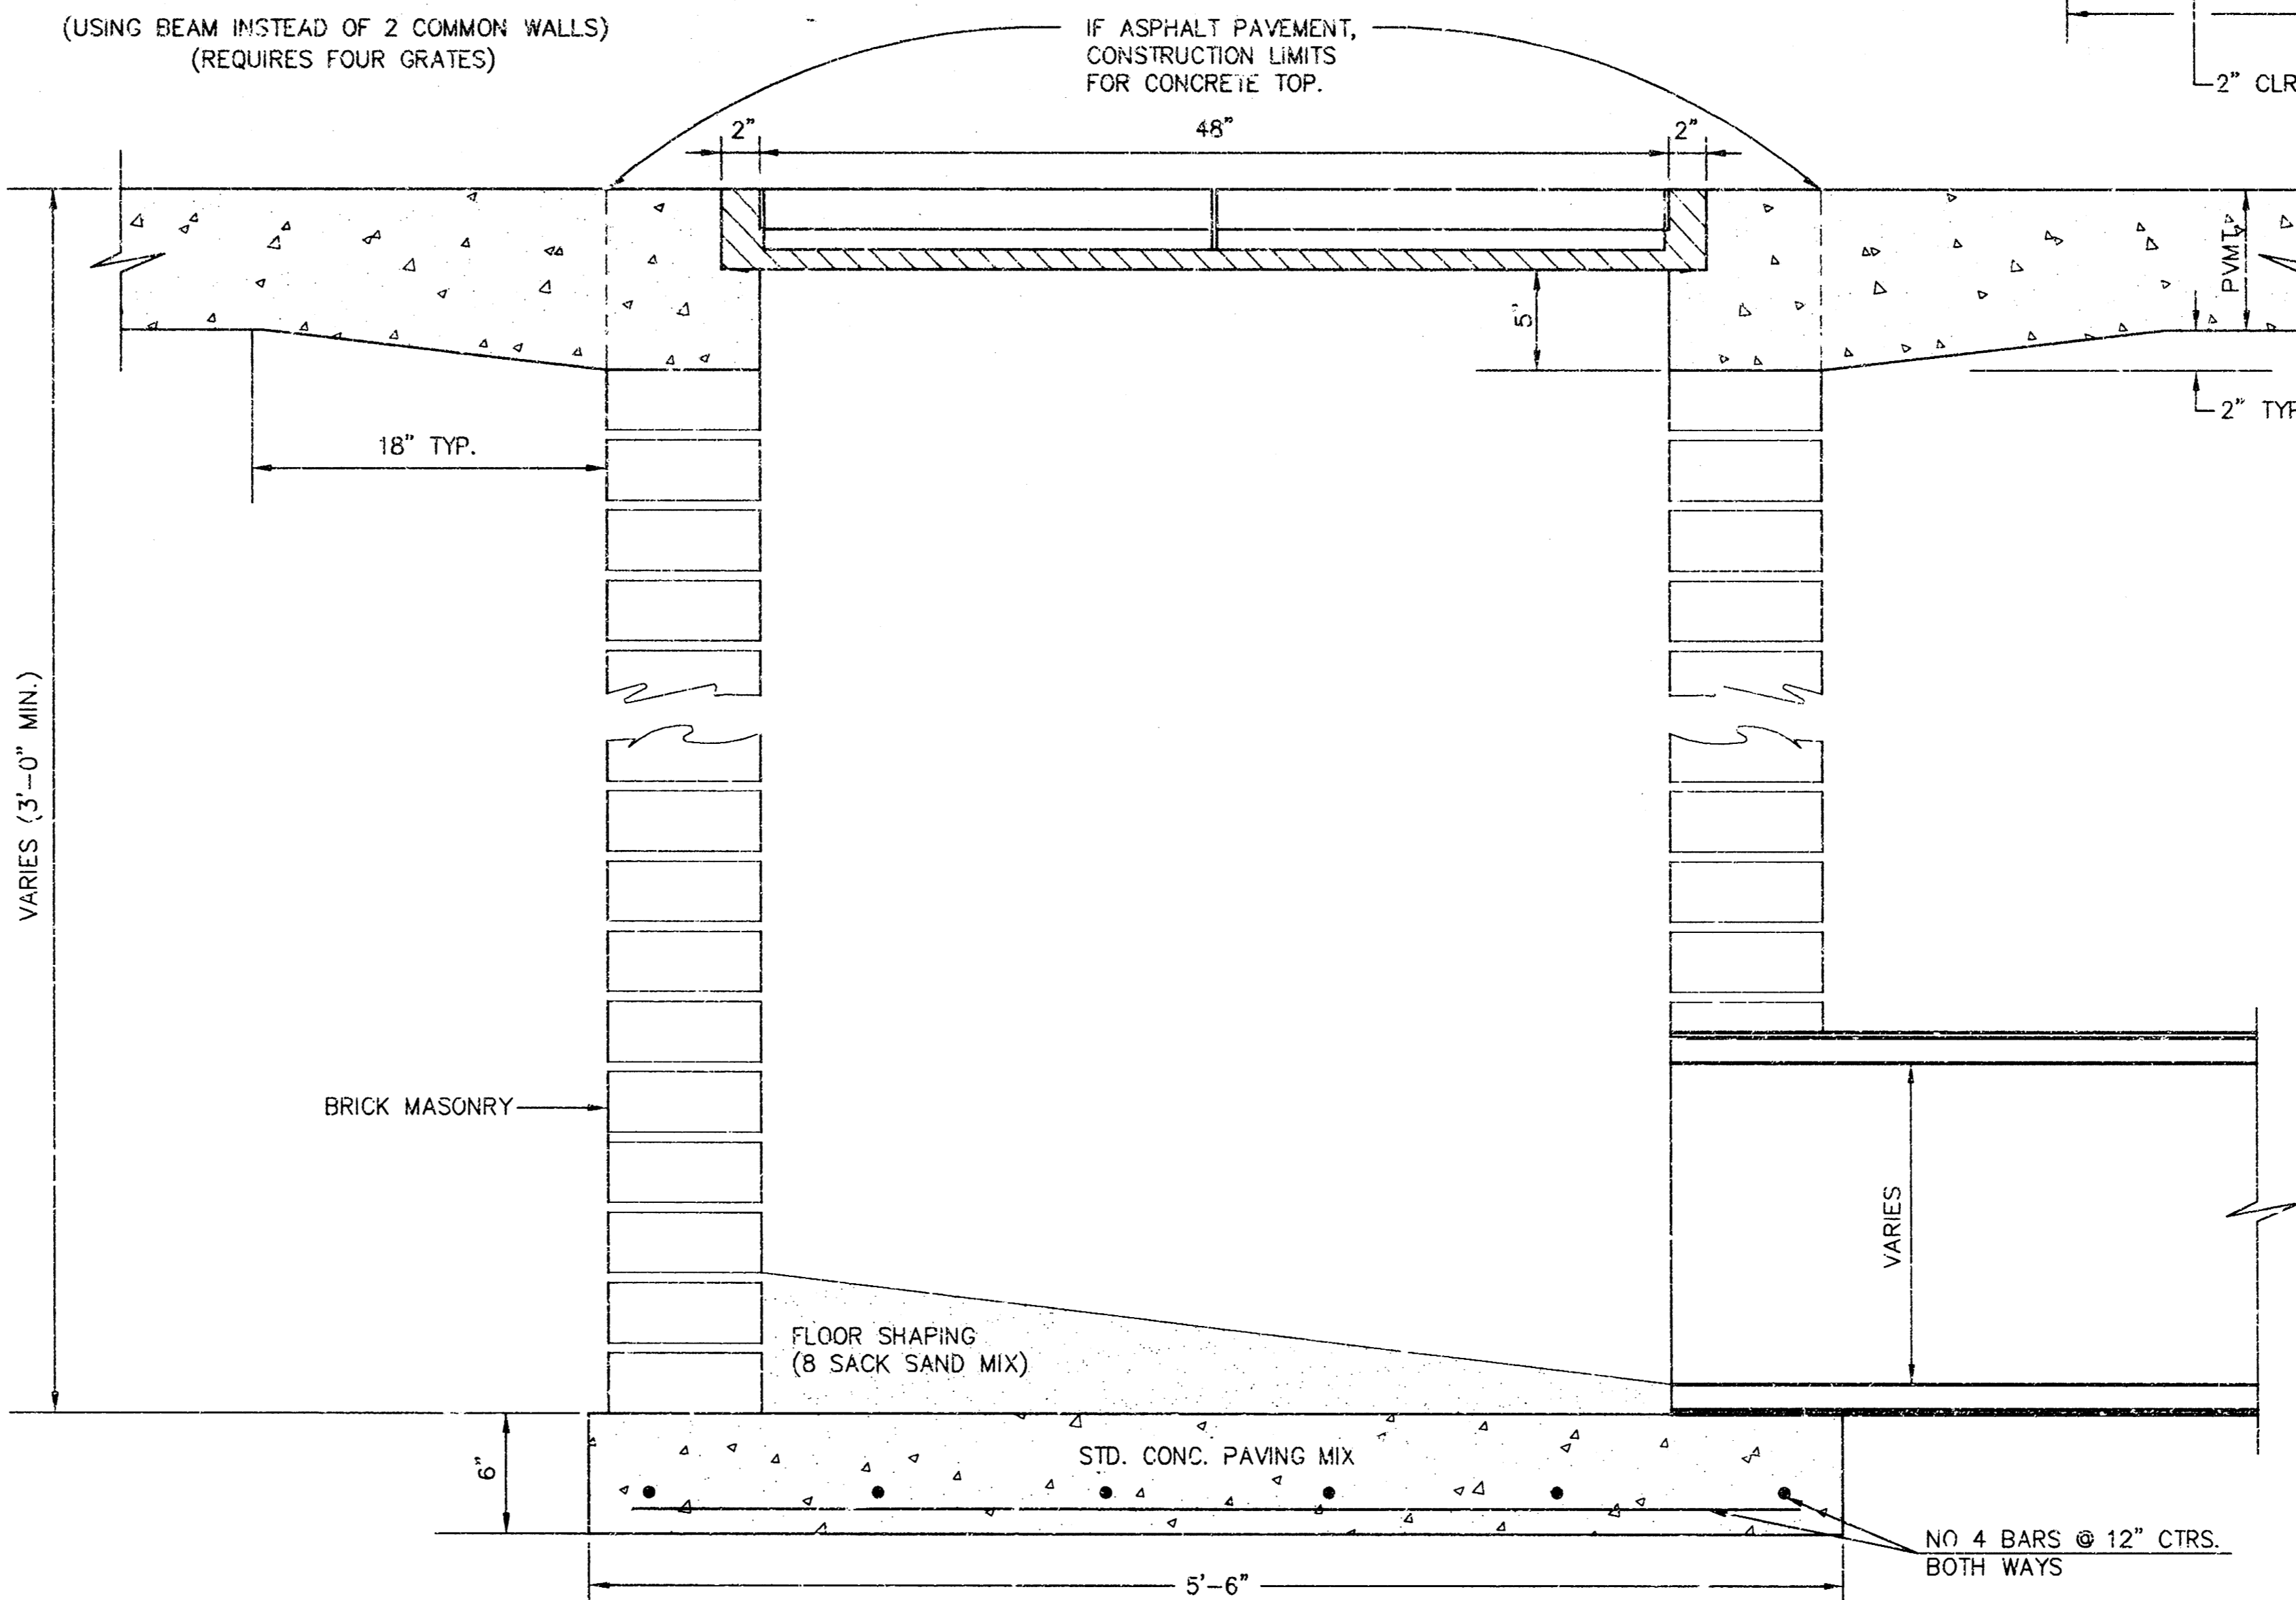 (USING BEAM INSTEAD OF 2 COMMON WALLS)
(REQUIRES FOUR GRATES)
IF ASPHALT PAVEMENT,
CONSTRUCTION LIMITS
FOR CONCRETE TOP.
2" CLR
2"
48"
2"
PVMT.
5"
2" TYP
18" TYP.
VARIES (3'-0" MIN.)
BRICK MASONRY
VARIES
FLOOR SHAPING
(8 SACK SAND MIX)
6"
STD. CONC. PAVING MIX
NO 4 BARS @ 12" CTRS.
BOTH WAYS
5'-6"